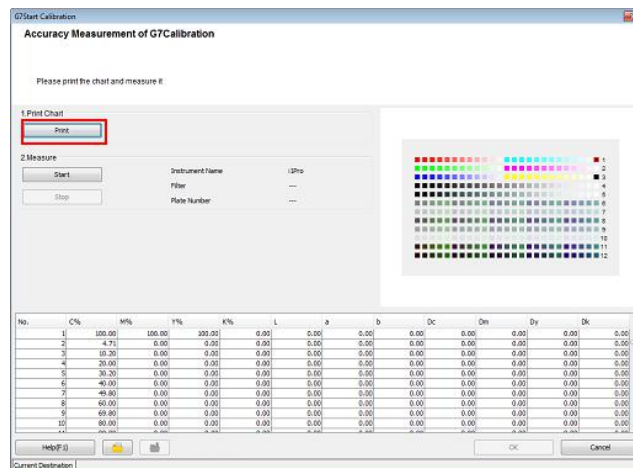 G7Start Calibration
Accuracy Measurement of G7Calibration
Please print the chart and measure it
1.Print Chart
Print
2.Measure
Start
Instrument Name i1Pro
Filter ---
Stop
Plate Number ---
1
2
3
4
5
6
7
8
9
10
11
12
No. C% M% Y% K% L a b Dc Dm Dy Dk
1 100.00 100.00 100.00 0.00 0.00 0.00 0.00 0.00 0.00 0.00 0.00
2 4.71 0.00 0.00 0.00 0.00 0.00 0.00 0.00 0.00 0.00 0.00
3 10.20 0.00 0.00 0.00 0.00 0.00 0.00 0.00 0.00 0.00 0.00
4 20.00 0.00 0.00 0.00 0.00 0.00 0.00 0.00 0.00 0.00 0.00
5 30.20 0.00 0.00 0.00 0.00 0.00 0.00 0.00 0.00 0.00 0.00
6 40.00 0.00 0.00 0.00 0.00 0.00 0.00 0.00 0.00 0.00 0.00
7 49.80 0.00 0.00 0.00 0.00 0.00 0.00 0.00 0.00 0.00 0.00
8 60.00 0.00 0.00 0.00 0.00 0.00 0.00 0.00 0.00 0.00 0.00
9 69.80 0.00 0.00 0.00 0.00 0.00 0.00 0.00 0.00 0.00 0.00
10 80.00 0.00 0.00 0.00 0.00 0.00 0.00 0.00 0.00 0.00 0.00
Help(F1)
OK
Cancel
Current Destination